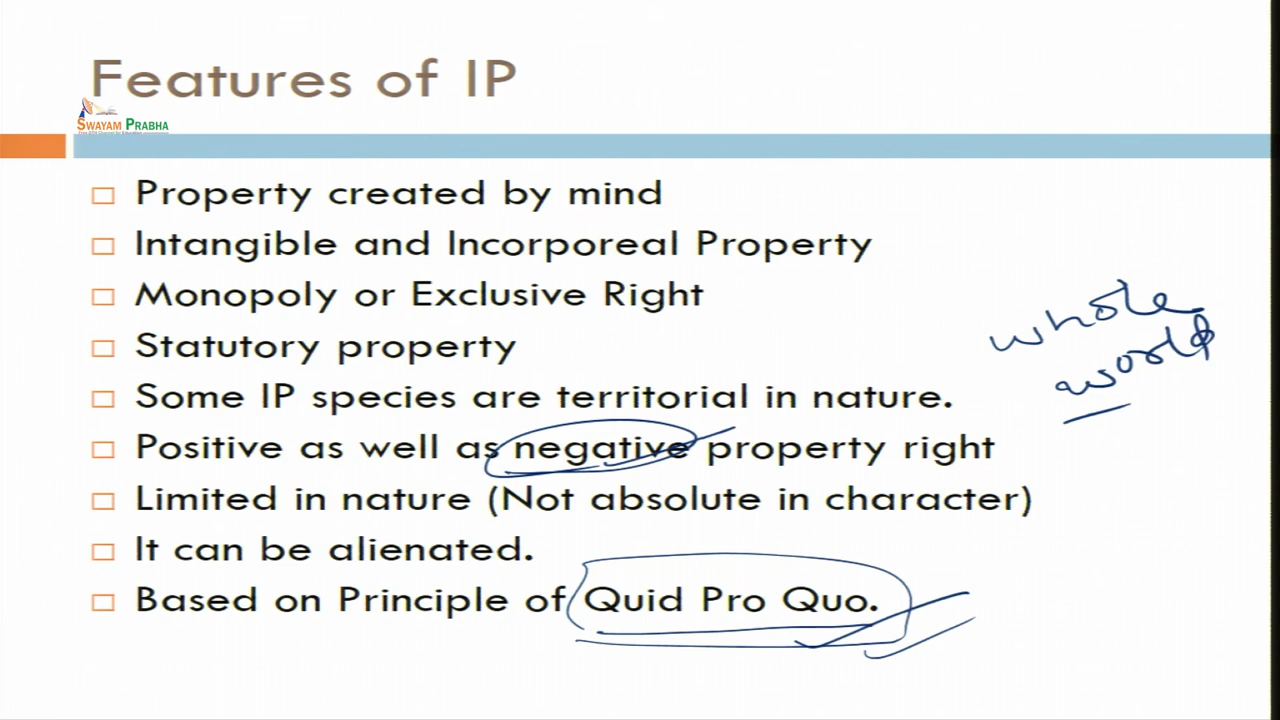 Features of IP
SWAYAM PRABHA
Property created by mind
Intangible and Incorporeal Property
Monopoly or Exclusive Right
whole
Statutory property
world
Some IP species are territorial in nature.
Positive as well as negative property right
Limited in nature (Not absolute in character)
It can be alienated.
Based on Principle of Quid Pro Quo.